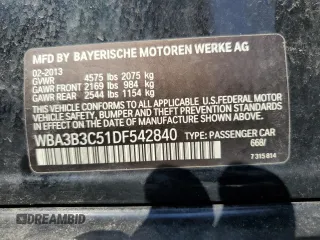 MFD BY BAYERISCHE MOTOREN WERKE AG
02-2013
GVWR 4575 lbs 2075 kg
GAWR FRONT 2169 lbs 984 kg
GAWR REAR 2544 lbs 1154 kg
THIS VEHICLE CONFORMS TO ALL APPLICABLE U.S. FEDERAL MOTOR
VEHICLE SAFETY, BUMPER, AND THEFT PREVENTION STANDARDS
IN EFFECT ON THE DATE OF MANUFACTURE SHOWN ABOVE.
WBA3B3C51DF542840 TYPE: PASSENGER CAR
668/
7 315 814
AUTOBIDMD